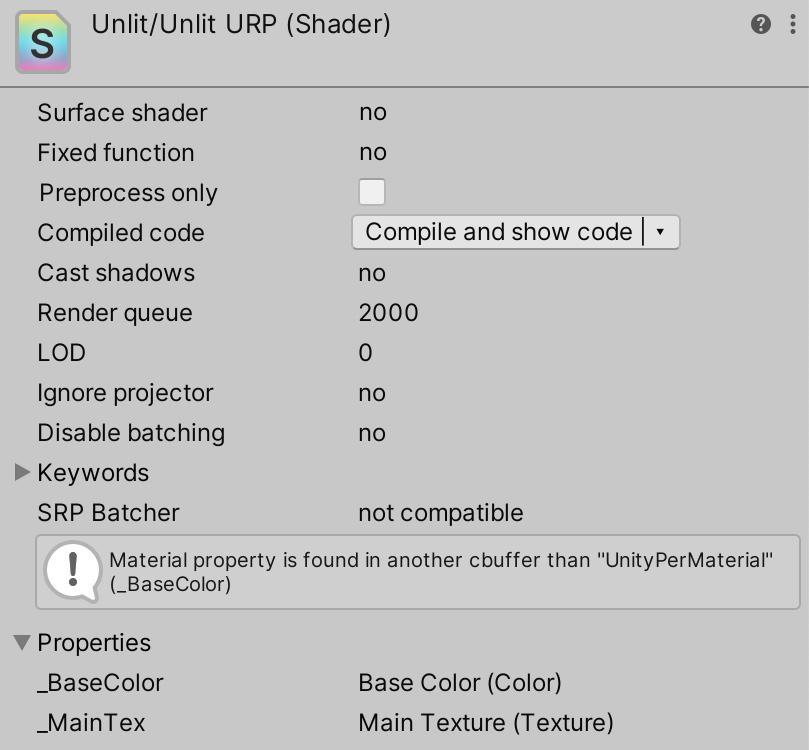 Unlit/Unlit URP (Shader)
Surface shader no
Fixed function no
Preprocess only
Compiled code Compile and show code
Cast shadows no
Render queue 2000
LOD 0
Ignore projector no
Disable batching no
Keywords
SRP Batcher not compatible
Material property is found in another cbuffer than "UnityPerMaterial"
(_BaseColor)
Properties
_BaseColor Base Color (Color)
_MainTex Main Texture (Texture)